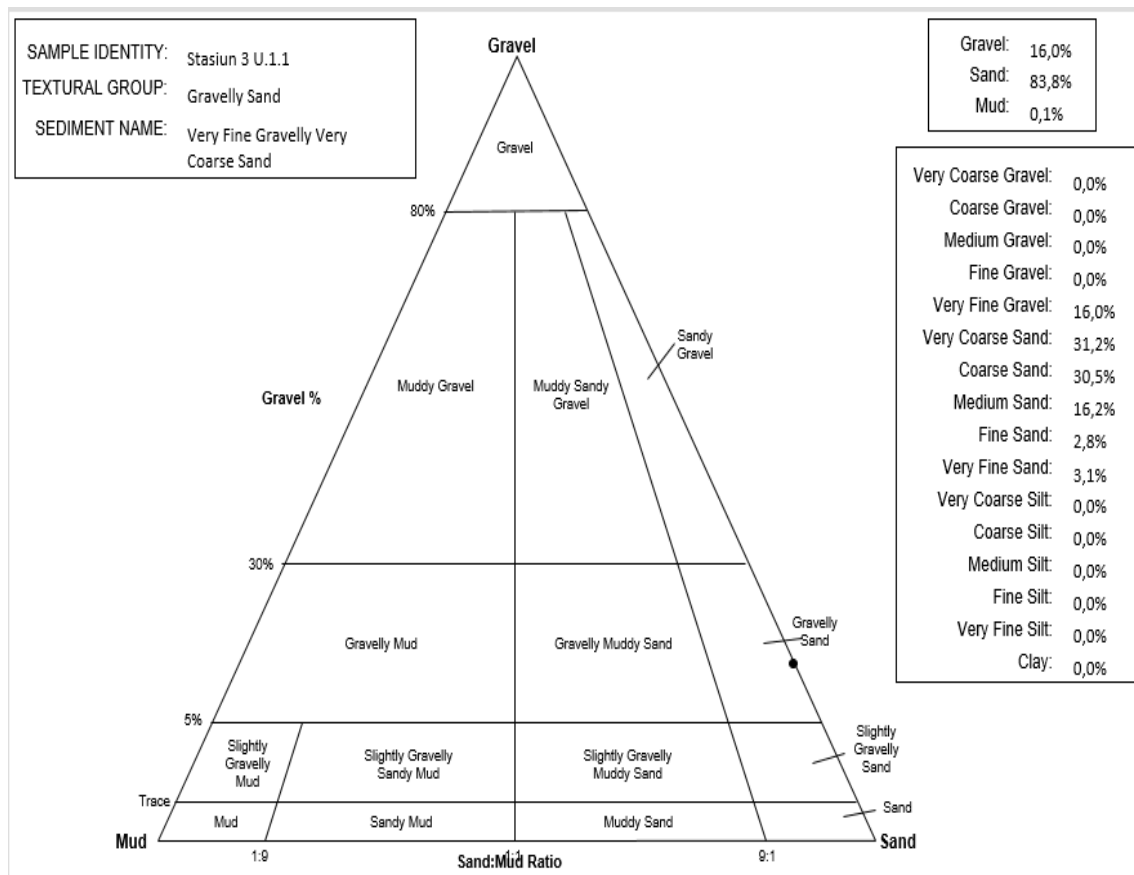 SAMPLE IDENTITY: Stasiun 3 U.1.1
TEXTURAL GROUP: Gravelly Sand
SEDIMENT NAME: Very Fine Gravelly Very
Coarse Sand
Gravel
Gravel: 16,0%
Sand: 83,8%
Mud: 0,1%
Gravel
80%
Very Coarse Gravel: 0,0%
Coarse Gravel: 0,0%
Medium Gravel: 0,0%
Fine Gravel: 0,0%
Very Fine Gravel: 16,0%
Very Coarse Sand: 31,2%
Coarse Sand: 30,5%
Medium Sand: 16,2%
Fine Sand: 2,8%
Very Fine Sand: 3,1%
Very Coarse Silt: 0,0%
Coarse Silt: 0,0%
Medium Silt: 0,0%
Fine Silt: 0,0%
Very Fine Silt: 0,0%
Clay: 0,0%
Sandy
Gravel
Gravel %
Muddy Gravel
Muddy Sandy
Gravel
30%
Gravelly Mud
Gravelly Muddy Sand
Gravelly
Sand
5%
Slightly
Gravelly
Mud
Slightly Gravelly
Sandy Mud
Slightly Gravelly
Muddy Sand
Slightly
Gravelly
Sand
Trace
Mud
Sandy Mud
Muddy Sand
Sand
Mud
Sand
1:9
9:1
Sand:Mud Ratio